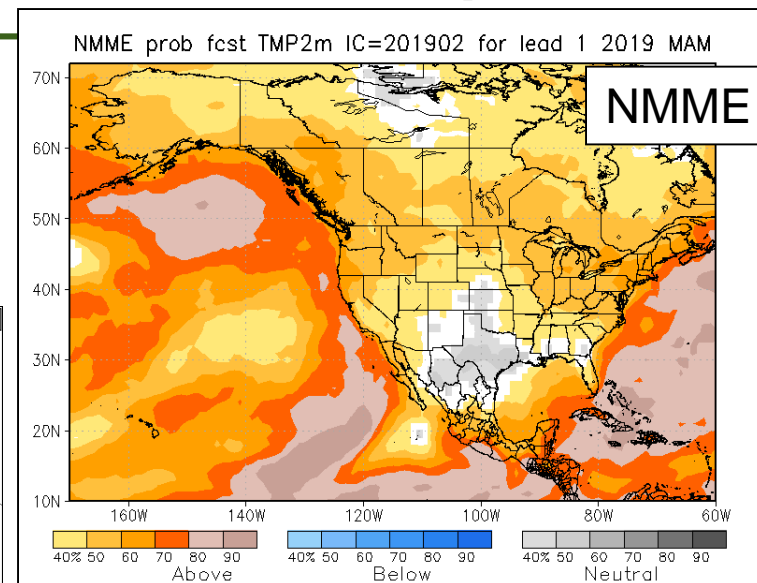 NMME prob fcst TMP2m IC=201902 for lead 1 2019 MAM
NMME
70N
60N
50N
40N
30N
20N
10N
160W 140W 120W 100W 80W 60W
40% 50 60 70 80 90 40% 50 60 70 80 90 40% 50 60 70 80 90
Above Below Neutral